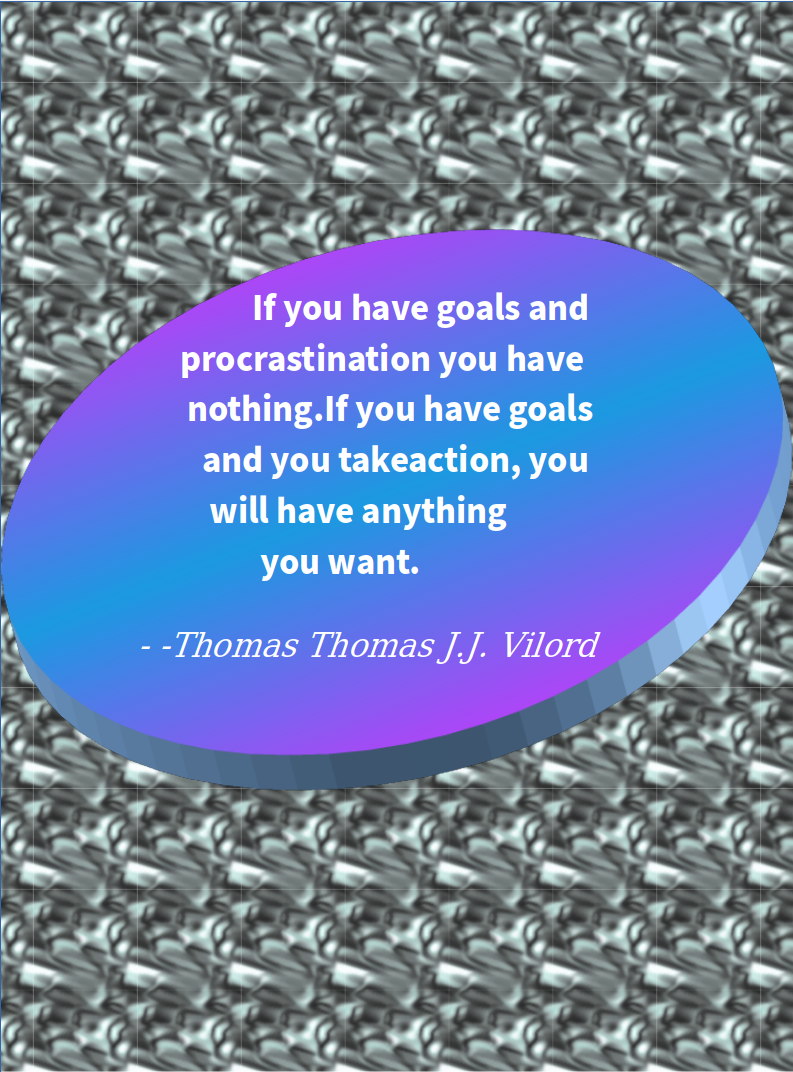 If you have goals and
procrastination you have
nothing.If you have goals
and you takeaction, you
will have anything
you want.
- -Thomas Thomas J.J. Vilord